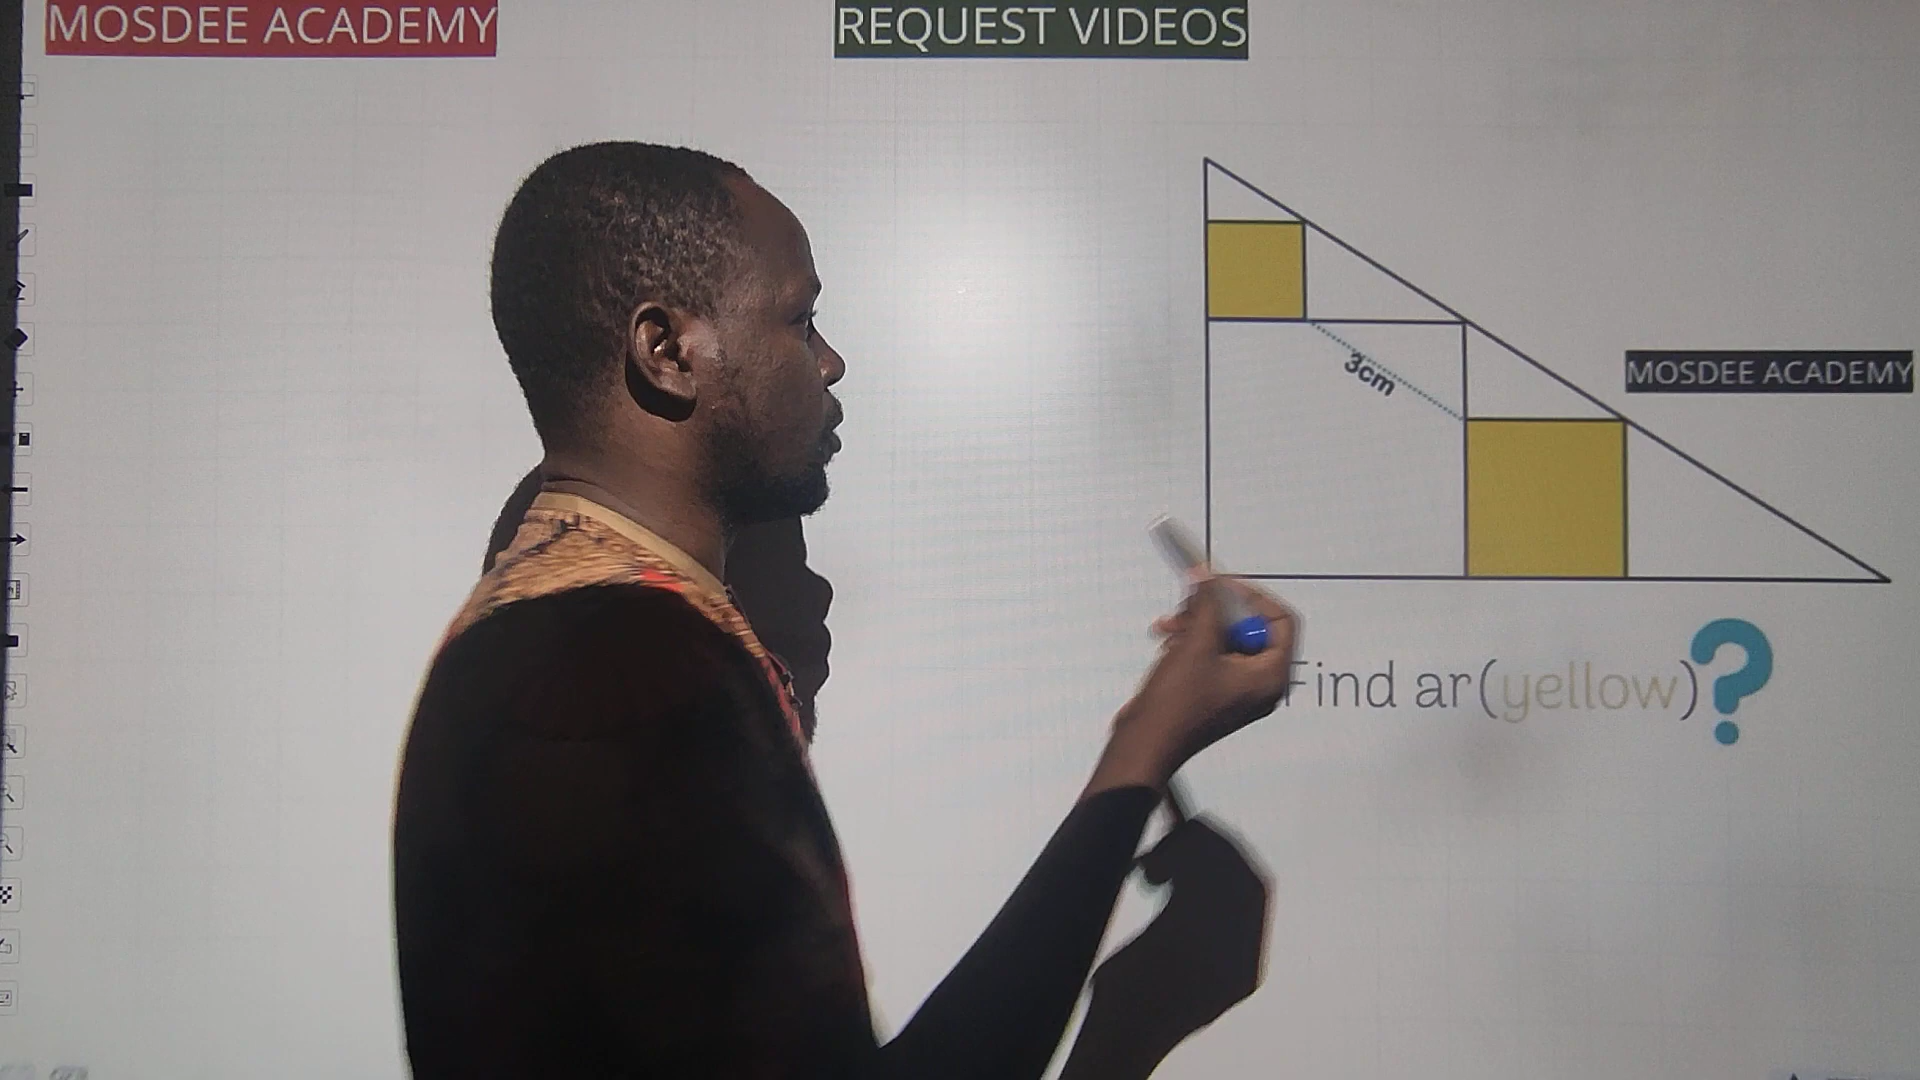 MOSDEE ACADEMY
REQUEST VIDEOS
3cm
MOSDEE ACADEMY
Find ar(yellow)?